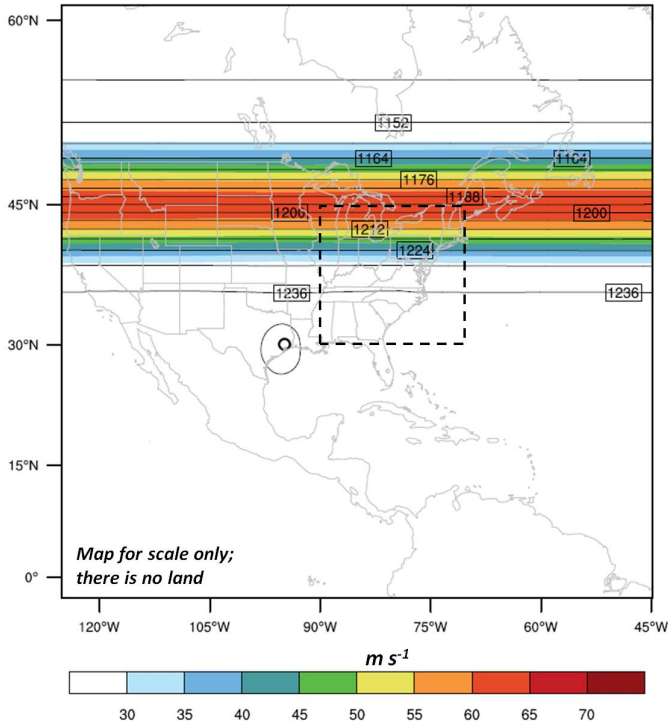 60°N
1152
1164
1164
1176
1188
45°N
1200
1200
1212
1224
1236
1236
30°N
15°N
Map for scale only;
there is no land
0°
120°W
105°W
90°W
75°W
60°W
45°W
m s⁻¹
30
35
40
45
50
55
60
65
70